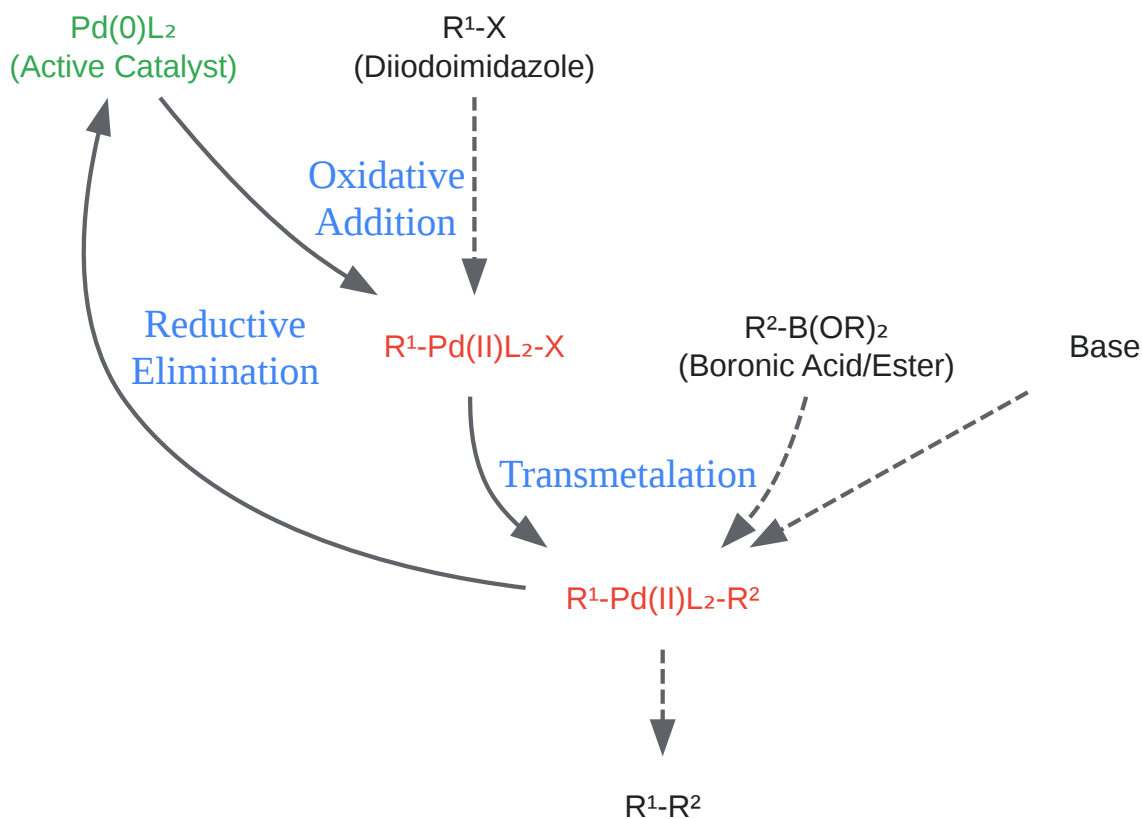 Pd(0)L₂
(Active Catalyst)
R¹-X
(Diiodoimidazole)
Oxidative
Addition
Reductive
Elimination
R¹-Pd(II)L₂-X
R²-B(OR)₂
(Boronic Acid/Ester)
Base
Transmetalation
R¹-Pd(II)L₂-R²
R¹-R²